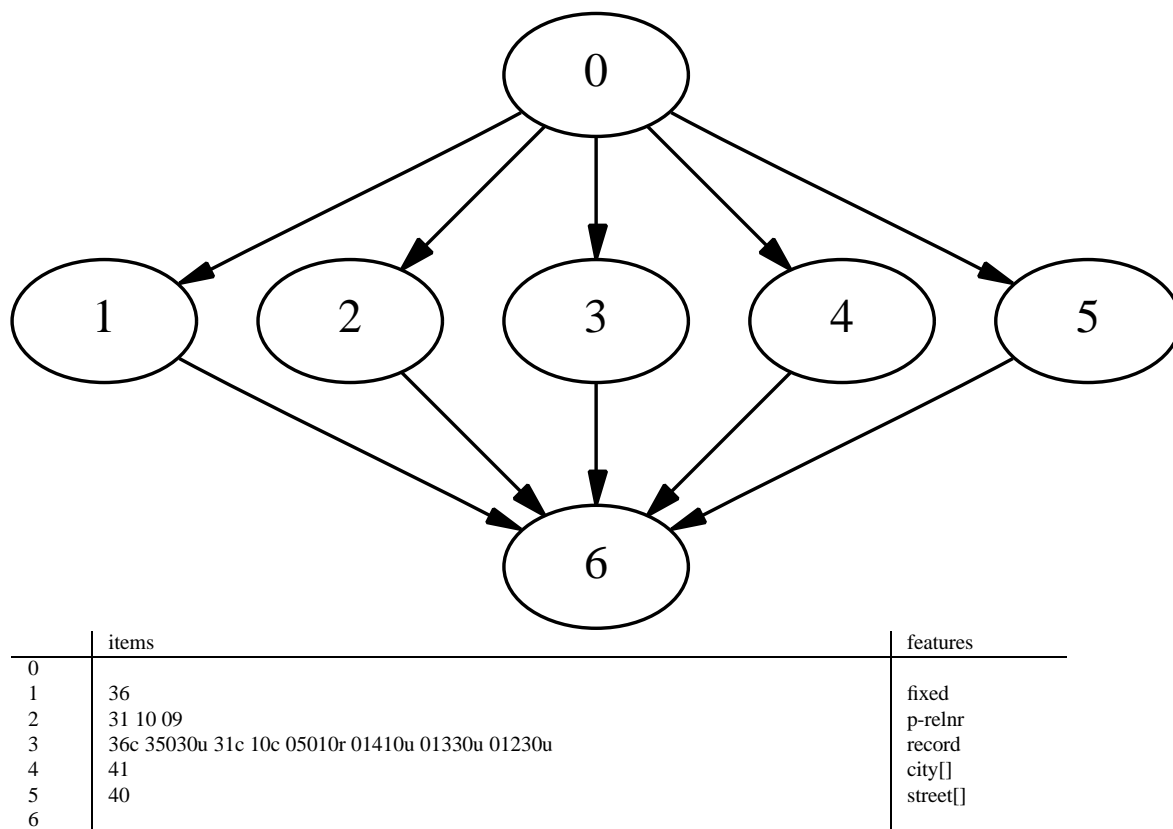 0
1 2 3 4 5
6
items features
0
1 36 fixed
2 31 10 09 p-relnr
3 36c 35030u 31c 10c 05010r 01410u 01330u 01230u record
4 41 city[]
5 40 street[]
6